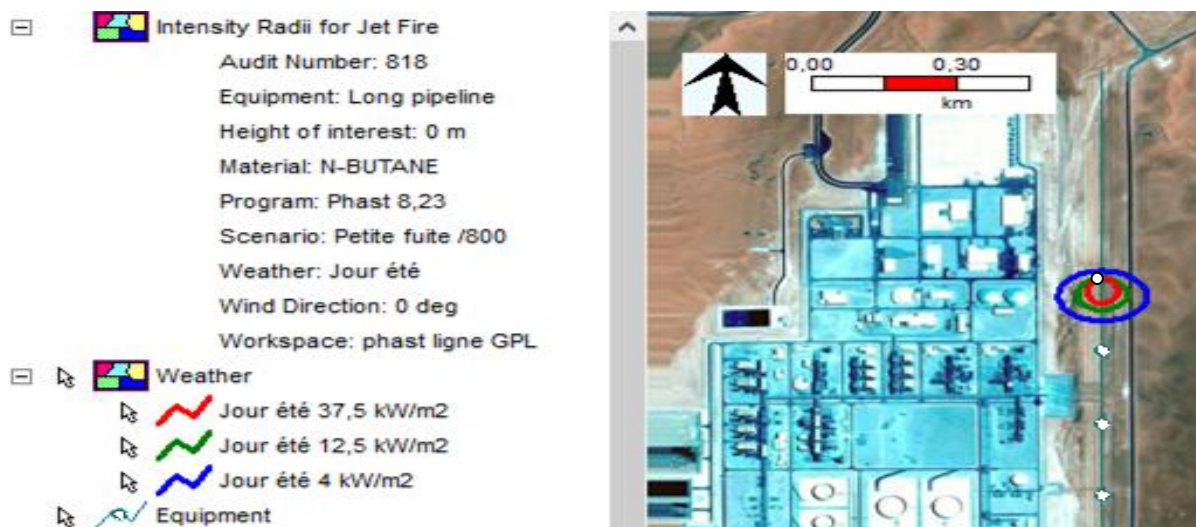 Intensity Radii for Jet Fire
Audit Number: 818
Equipment: Long pipeline
Height of interest: 0 m
Material: N-BUTANE
Program: Phast 8,23
Scenario: Petite fuite /800
Weather: Jour été
Wind Direction: 0 deg
Workspace: phast ligne GPL
Weather
Jour été 37,5 kW/m2
Jour été 12,5 kW/m2
Jour été 4 kW/m2
Equipment
0,00 0,30
km